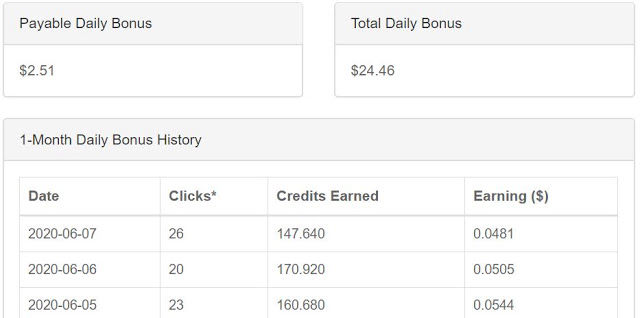 Payable Daily Bonus
Total Daily Bonus
$2.51
$24.46
1-Month Daily Bonus History
Date Clicks* Credits Earned Earning ($)
2020-06-07 26 147.640 0.0481
2020-06-06 20 170.920 0.0505
2020-06-05 23 160.680 0.0544